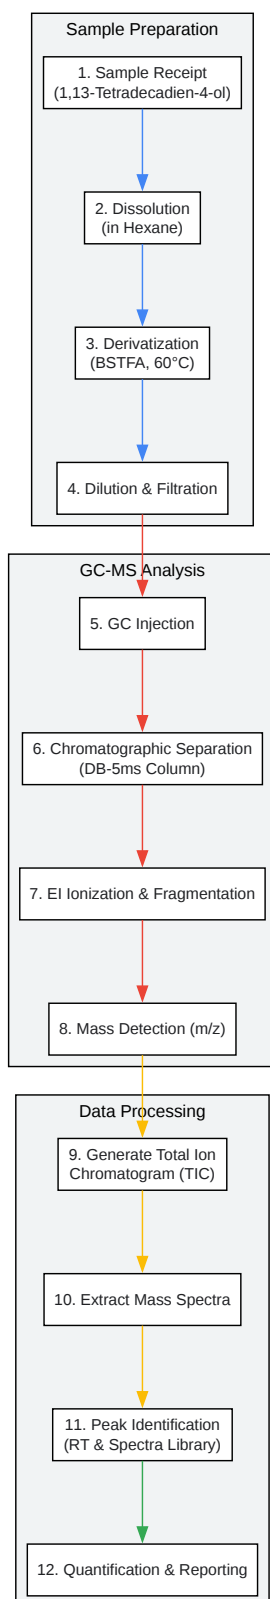 Sample Preparation
1. Sample Receipt
(1,13-Tetradecadien-4-ol)
2. Dissolution
(in Hexane)
3. Derivatization
(BSTFA, 60°C)
4. Dilution & Filtration
GC-MS Analysis
5. GC Injection
6. Chromatographic Separation
(DB-5ms Column)
7. EI Ionization & Fragmentation
8. Mass Detection (m/z)
Data Processing
9. Generate Total Ion
Chromatogram (TIC)
10. Extract Mass Spectra
11. Peak Identification
(RT & Spectra Library)
12. Quantification & Reporting